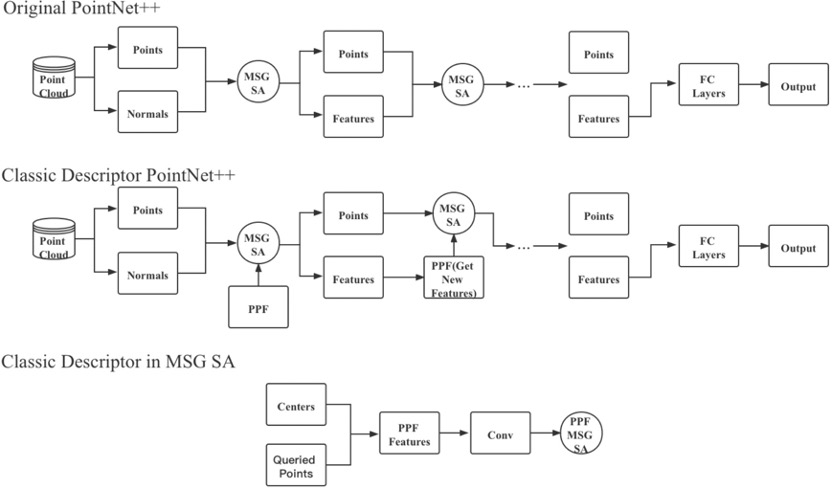 Original PointNet++
Point
Cloud
Points
Normals
MSG
SA
Points
Features
MSG
SA
...
Points
Features
FC
Layers
Output
Classic Descriptor PointNet++
Point
Cloud
Points
Normals
MSG
SA
PPF
Points
Features
MSG
SA
PPF(Get
New
Features)
...
Points
Features
FC
Layers
Output
Classic Descriptor in MSG SA
Centers
Queried
Points
PPF
Features
Conv
PPF
MSG
SA